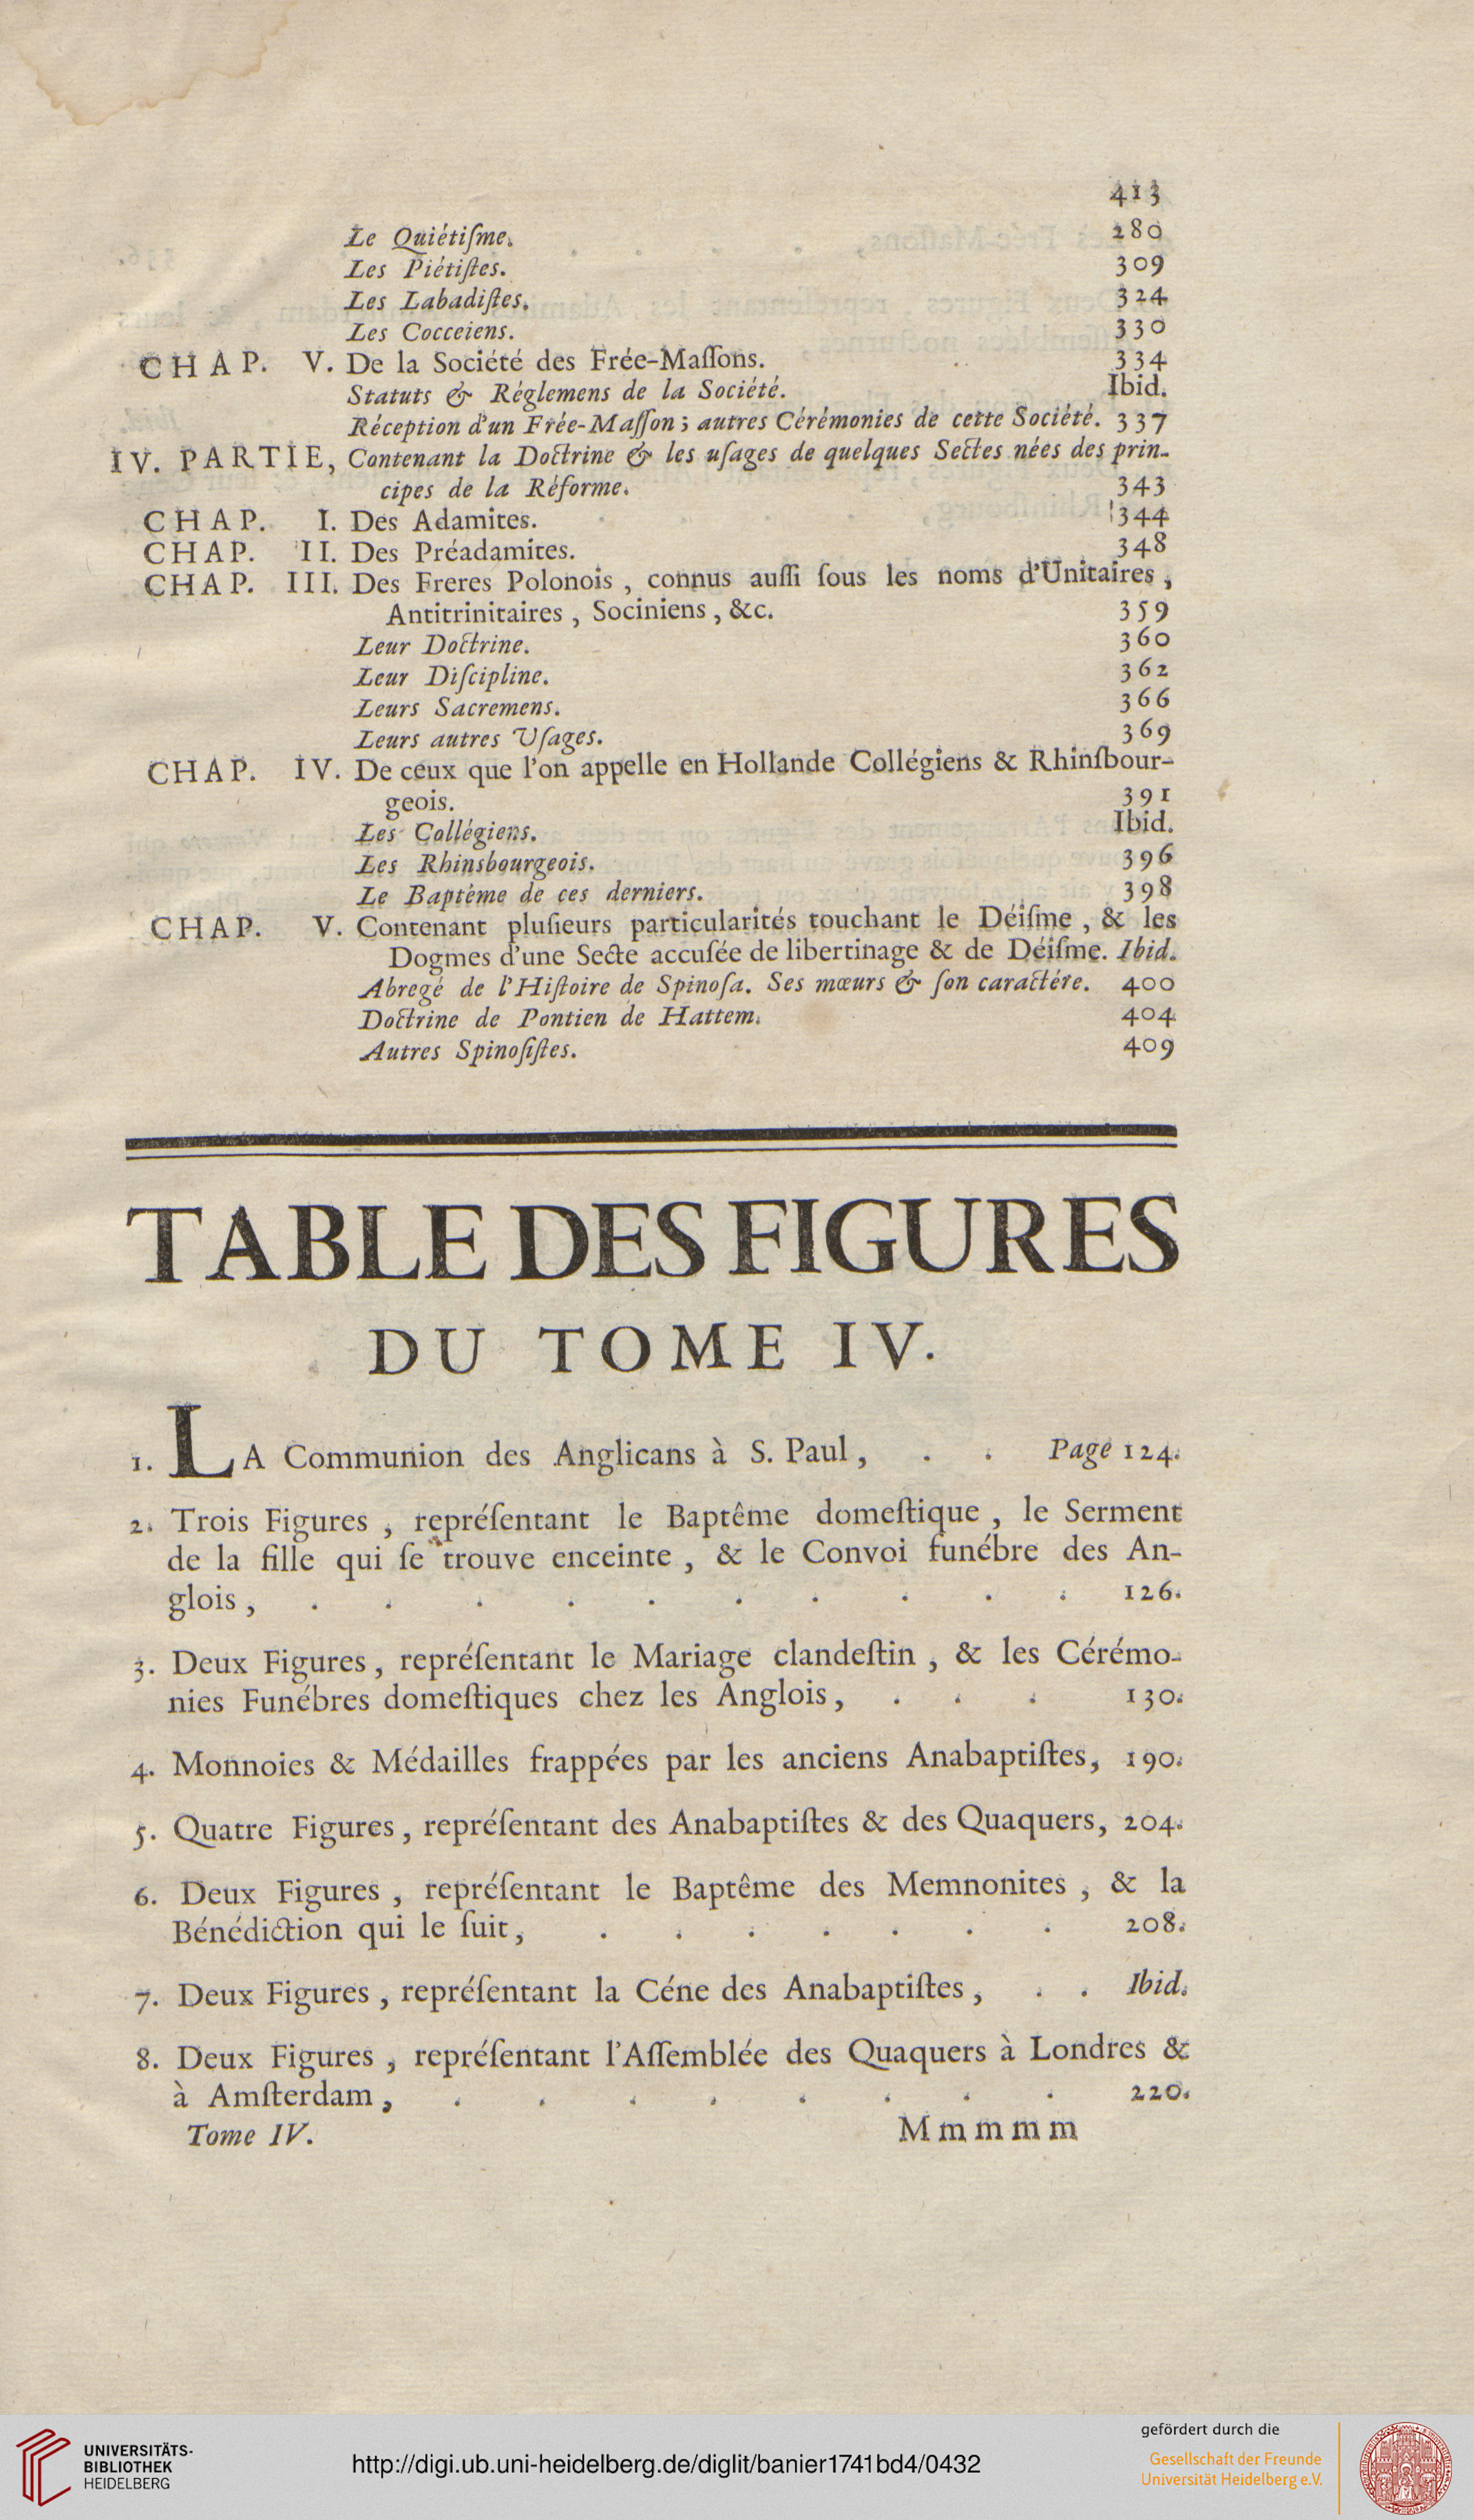 413
Le Quiétiſme. 280
Les Piétiſtes. 309
Les Labadiſtes. 324
Les Cocceiens. 330
CHAP. V. De la Société des Frée-Maſſons. 334
Statuts & Réglemens de la Société. Ibid.
Réception d'un Frée-Maſſon; autres Cérémonies de cette Société. 337
IV. PARTIE, Contenant la Doctrine & les uſages de quelques Sectes nées des prin-
cipes de la Réforme. 343
CHAP. I. Des Adamites. 344
CHAP. II. Des Préadamites. 348
CHAP. III. Des Freres Polonois, connus auſſi ſous les noms d'Unitaires,
Antitrinitaires, Sociniens, &c. 359
Leur Doctrine. 360
Leur Diſcipline. 362
Leurs Sacremens. 366
Leurs autres Uſages. 369
CHAP. IV. De ceux que l'on appelle en Hollande Collégiens & Rhinſbour-
geois. 391
Les Collégiens. Ibid.
Les Rhinsbourgeois. 396
Le Baptême de ces derniers. 398
CHAP. V. Contenant pluſieurs particularités touchant le Déiſme, & les
Dogmes d'une Secte accuſée de libertinage & de Déiſme. Ibid.
Abregé de l'Hiſtoire de Spinoſa. Ses mœurs & ſon caractére. 400
Doctrine de Pontien de Hattem. 404
Autres Spinoſiſtes. 409
TABLE DES FIGURES
DU TOME IV.
1. LA Communion des Anglicans à S. Paul, . . Page 124.
2. Trois Figures, repréſentant le Baptême domeſtique, le Serment
de la fille qui ſe trouve enceinte, & le Convoi funébre des An-
glois, . . . . . . . . . . 126.
3. Deux Figures, repréſentant le Mariage clandeſtin, & les Cérémo-
nies Funébres domeſtiques chez les Anglois, . . . 130.
4. Monnoies & Médailles frappées par les anciens Anabaptiſtes, 190.
5. Quatre Figures, repréſentant des Anabaptiſtes & des Quaquers, 204.
6. Deux Figures, repréſentant le Baptême des Memnonites, & la
Bénédiction qui le ſuit, . . . . . . . 208.
7. Deux Figures, repréſentant la Céne des Anabaptiſtes, . . Ibid.
8. Deux Figures, repréſentant l'Aſſemblée des Quaquers à Londres &
à Amſterdam, . . . . . . . . 220.
Tome IV. Mmmmm
UNIVERSITÄTS-
BIBLIOTHEK
HEIDELBERG
http://digi.ub.uni-heidelberg.de/diglit/banier1741bd4/0432
gefördert durch die
Gesellschaft der Freunde
Universität Heidelberg e.V.